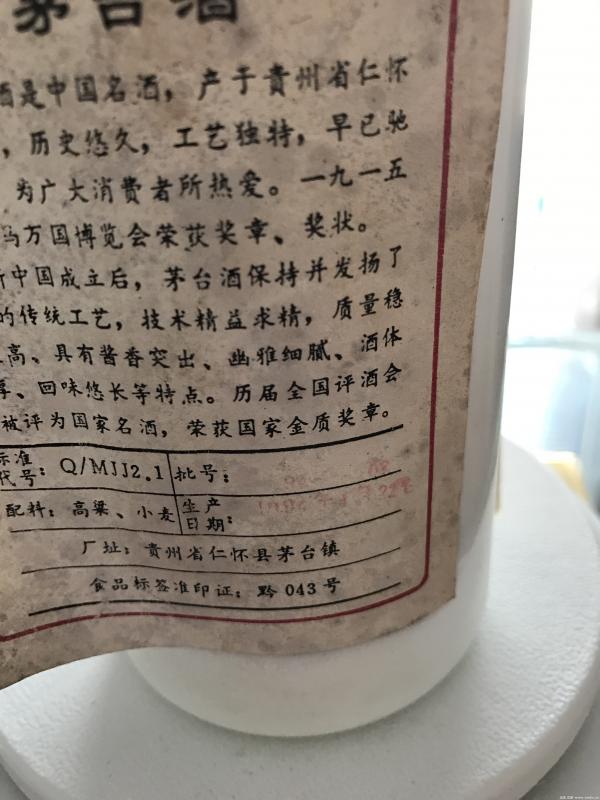 茅台酒
酒是中国名酒，产于贵州省仁怀
，历史悠久，工艺独特，早已驰
为广大消费者所热爱。一九一五
马万国博览会荣获奖章、奖状。
新中国成立后，茅台酒保持并发扬了
的传统工艺，技术精益求精，质量稳
高、具有酱香突出、幽雅细腻、酒体
厚、回味悠长等特点。历届全国评酒会
被评为国家名酒，荣获国家金质奖章。
标准代号：Q/MJJ2.1 批号：
配料：高粱、小麦 生产日期：
厂址：贵州省仁怀县茅台镇
食品标签准印证：黔 043 号